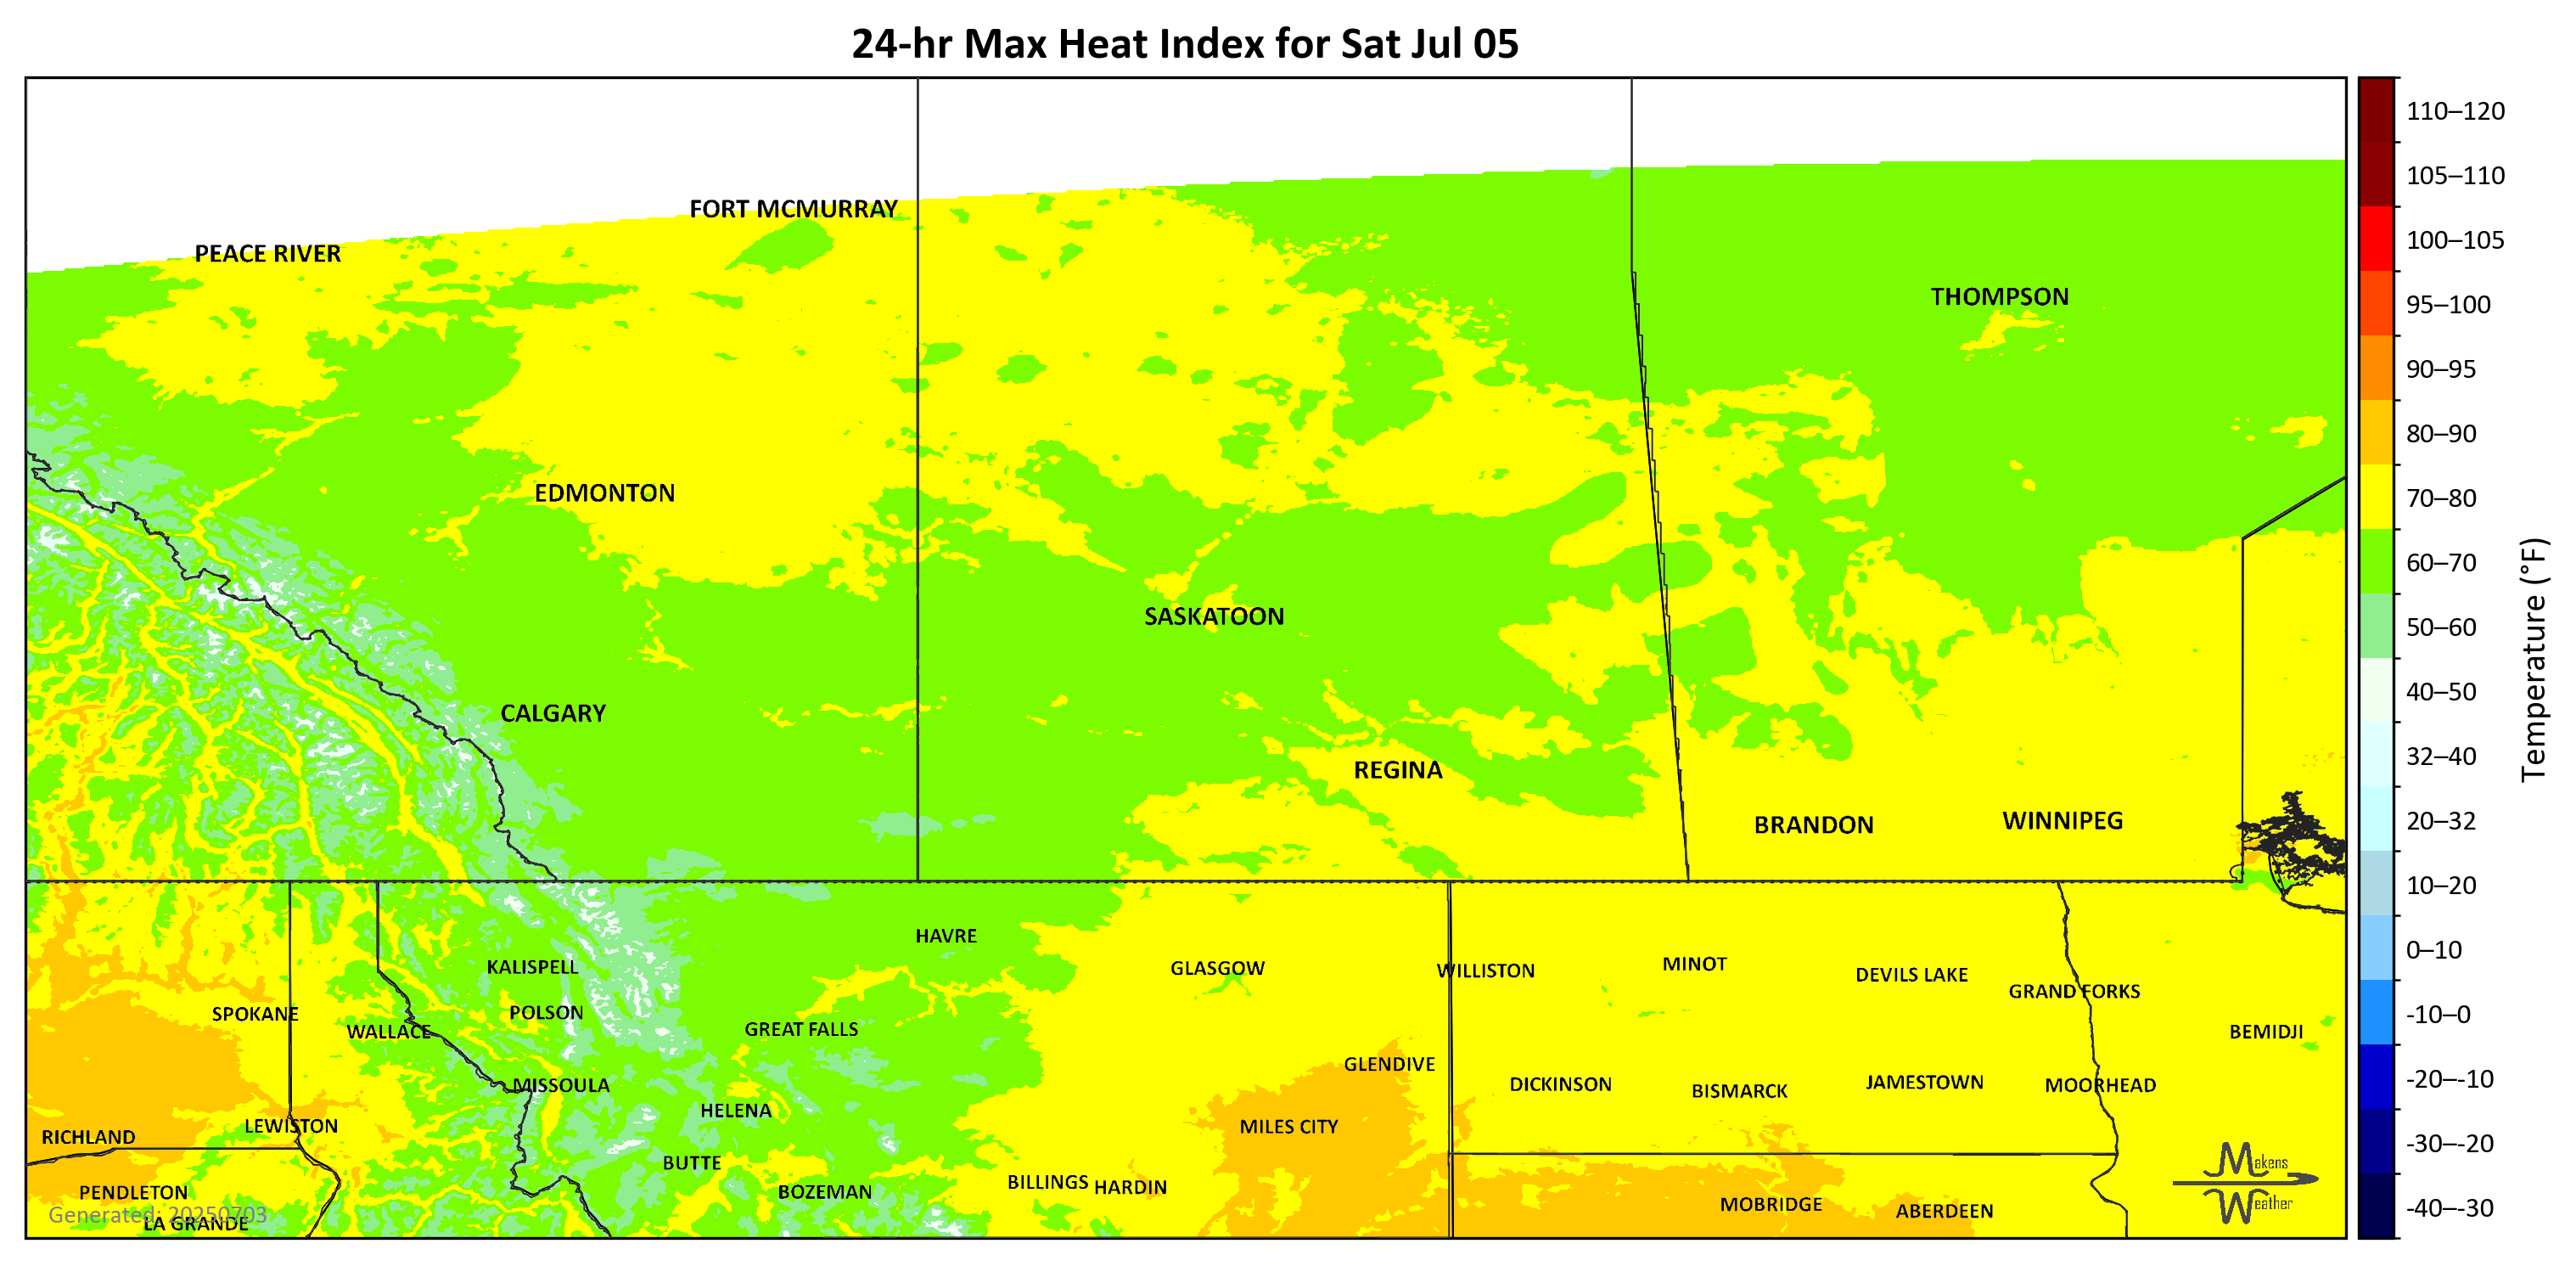 24-hr Max Heat Index for Sat Jul 05
110–120
105–110
100–105
95–100
90–95
80–90
70–80
60–70
50–60
40–50
32–40
20–32
10–20
0–10
-10–0
-20–-10
-30–-20
-40–-30
Temperature (°F)
FORT MCMURRAY
PEACE RIVER
THOMPSON
EDMONTON
SASKATOON
CALGARY
REGINA
BRANDON
WINNIPEG
HAVRE
KALISPELL
GLASGOW
WILLISTON
MINOT
DEVILS LAKE
GRAND FORKS
SPOKANE
POLSON
WALLACE
GREAT FALLS
BEMIDJI
GLENDIVE
MISSOULA
DICKINSON
BISMARCK
JAMESTOWN
MOORHEAD
HELENA
LEWISTON
MILES CITY
RICHLAND
BUTTE
BILLINGS
HARDIN
PENDLETON
BOZEMAN
MOBRIDGE
ABERDEEN
Generated: 20250703
LA GRANDE
Makens
Weather